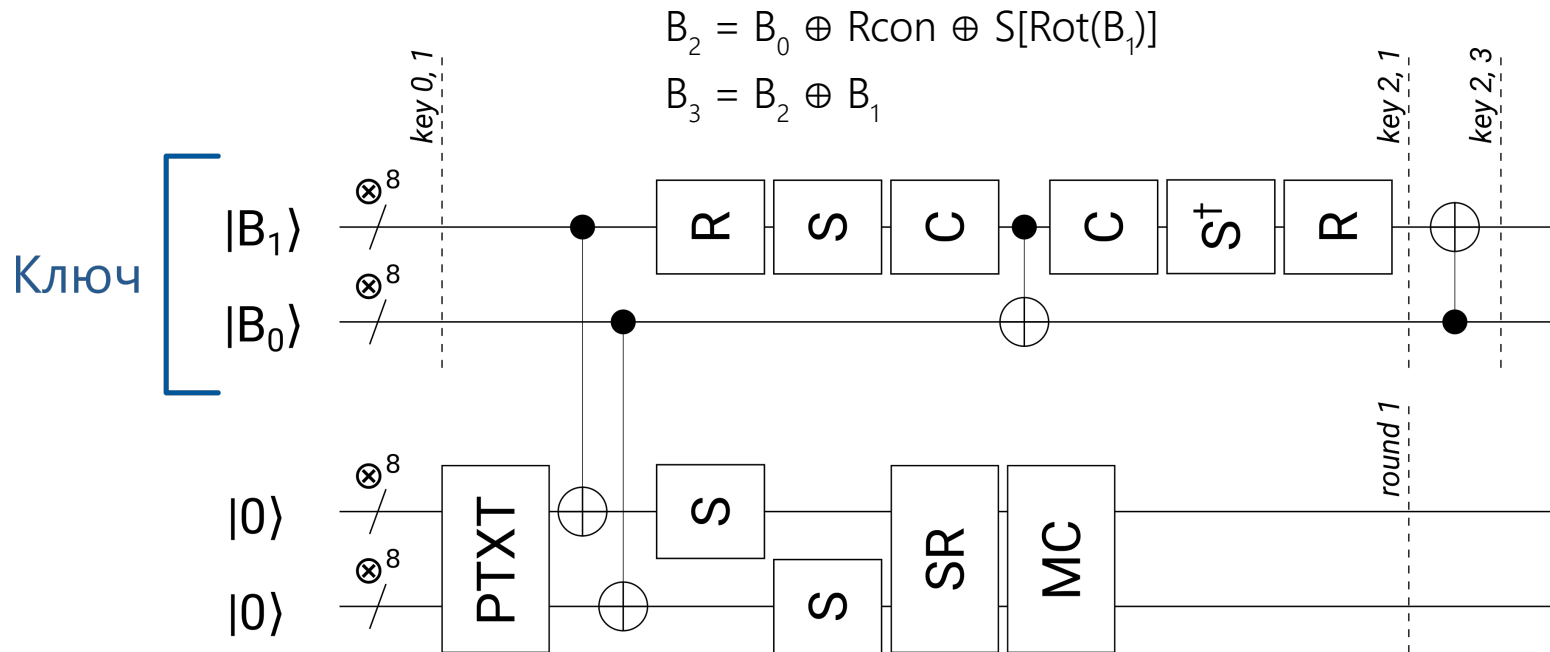 B₂ = B₀ ⊕ Rcon ⊕ S[Rot(B₁)]
B₃ = B₂ ⊕ B₁
key 0, 1
key 2, 1
key 2, 3
Ключ
|B₁⟩ ⊗8 R S C C S† R
|B₀⟩ ⊗8
round 1
|0⟩ ⊗8 PTXT S SR MC
|0⟩ ⊗8 S